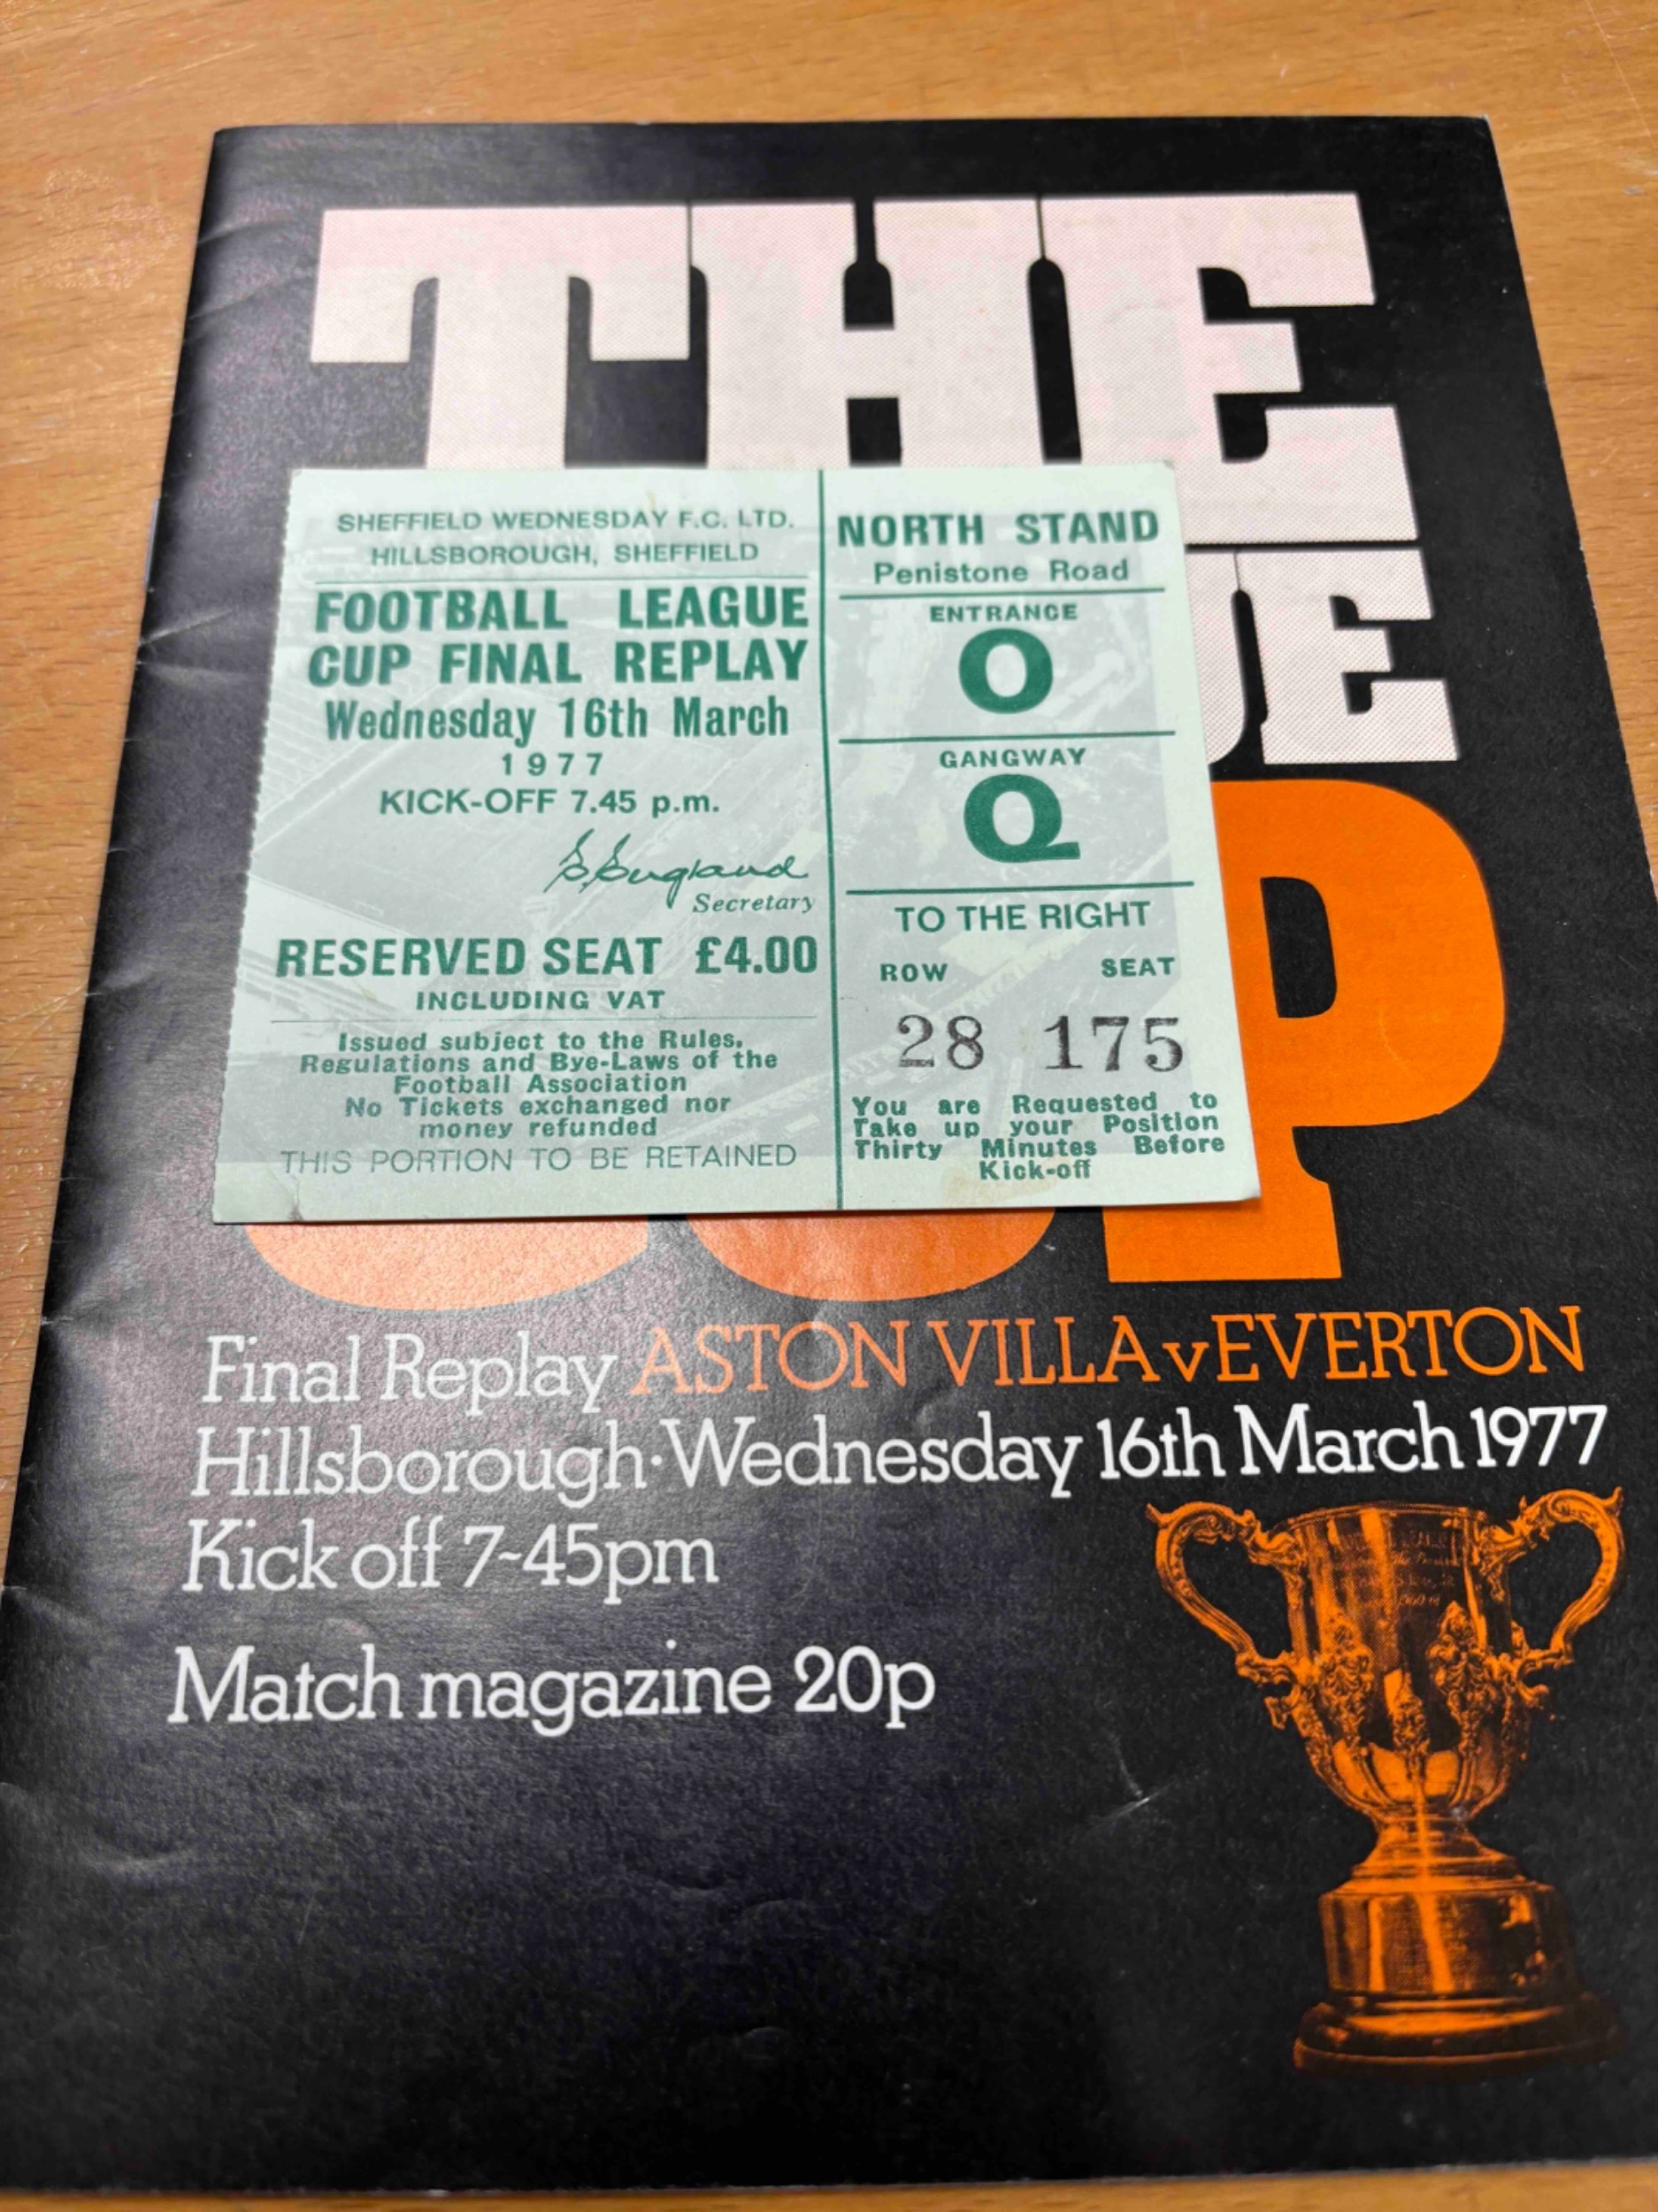 THE
SHEFFIELD WEDNESDAY F.C. LTD.
HILLSBOROUGH, SHEFFIELD
FOOTBALL LEAGUE
CUP FINAL REPLAY
Wednesday 16th March
1977
KICK-OFF 7.45 p.m.
Secretary
RESERVED SEAT £4.00
INCLUDING VAT
Issued subject to the Rules,
Regulations and Bye-Laws of the
Football Association
No Tickets exchanged nor
money refunded
THIS PORTION TO BE RETAINED
NORTH STAND
Penistone Road
ENTRANCE
O
GANGWAY
Q
TO THE RIGHT
ROW SEAT
28 175
You are Requested to
Take up your Position
Thirty Minutes Before
Kick-off
Final Replay ASTON VILLA v EVERTON
Hillsborough·Wednesday 16th March 1977
Kick off 7-45pm
Match magazine 20p